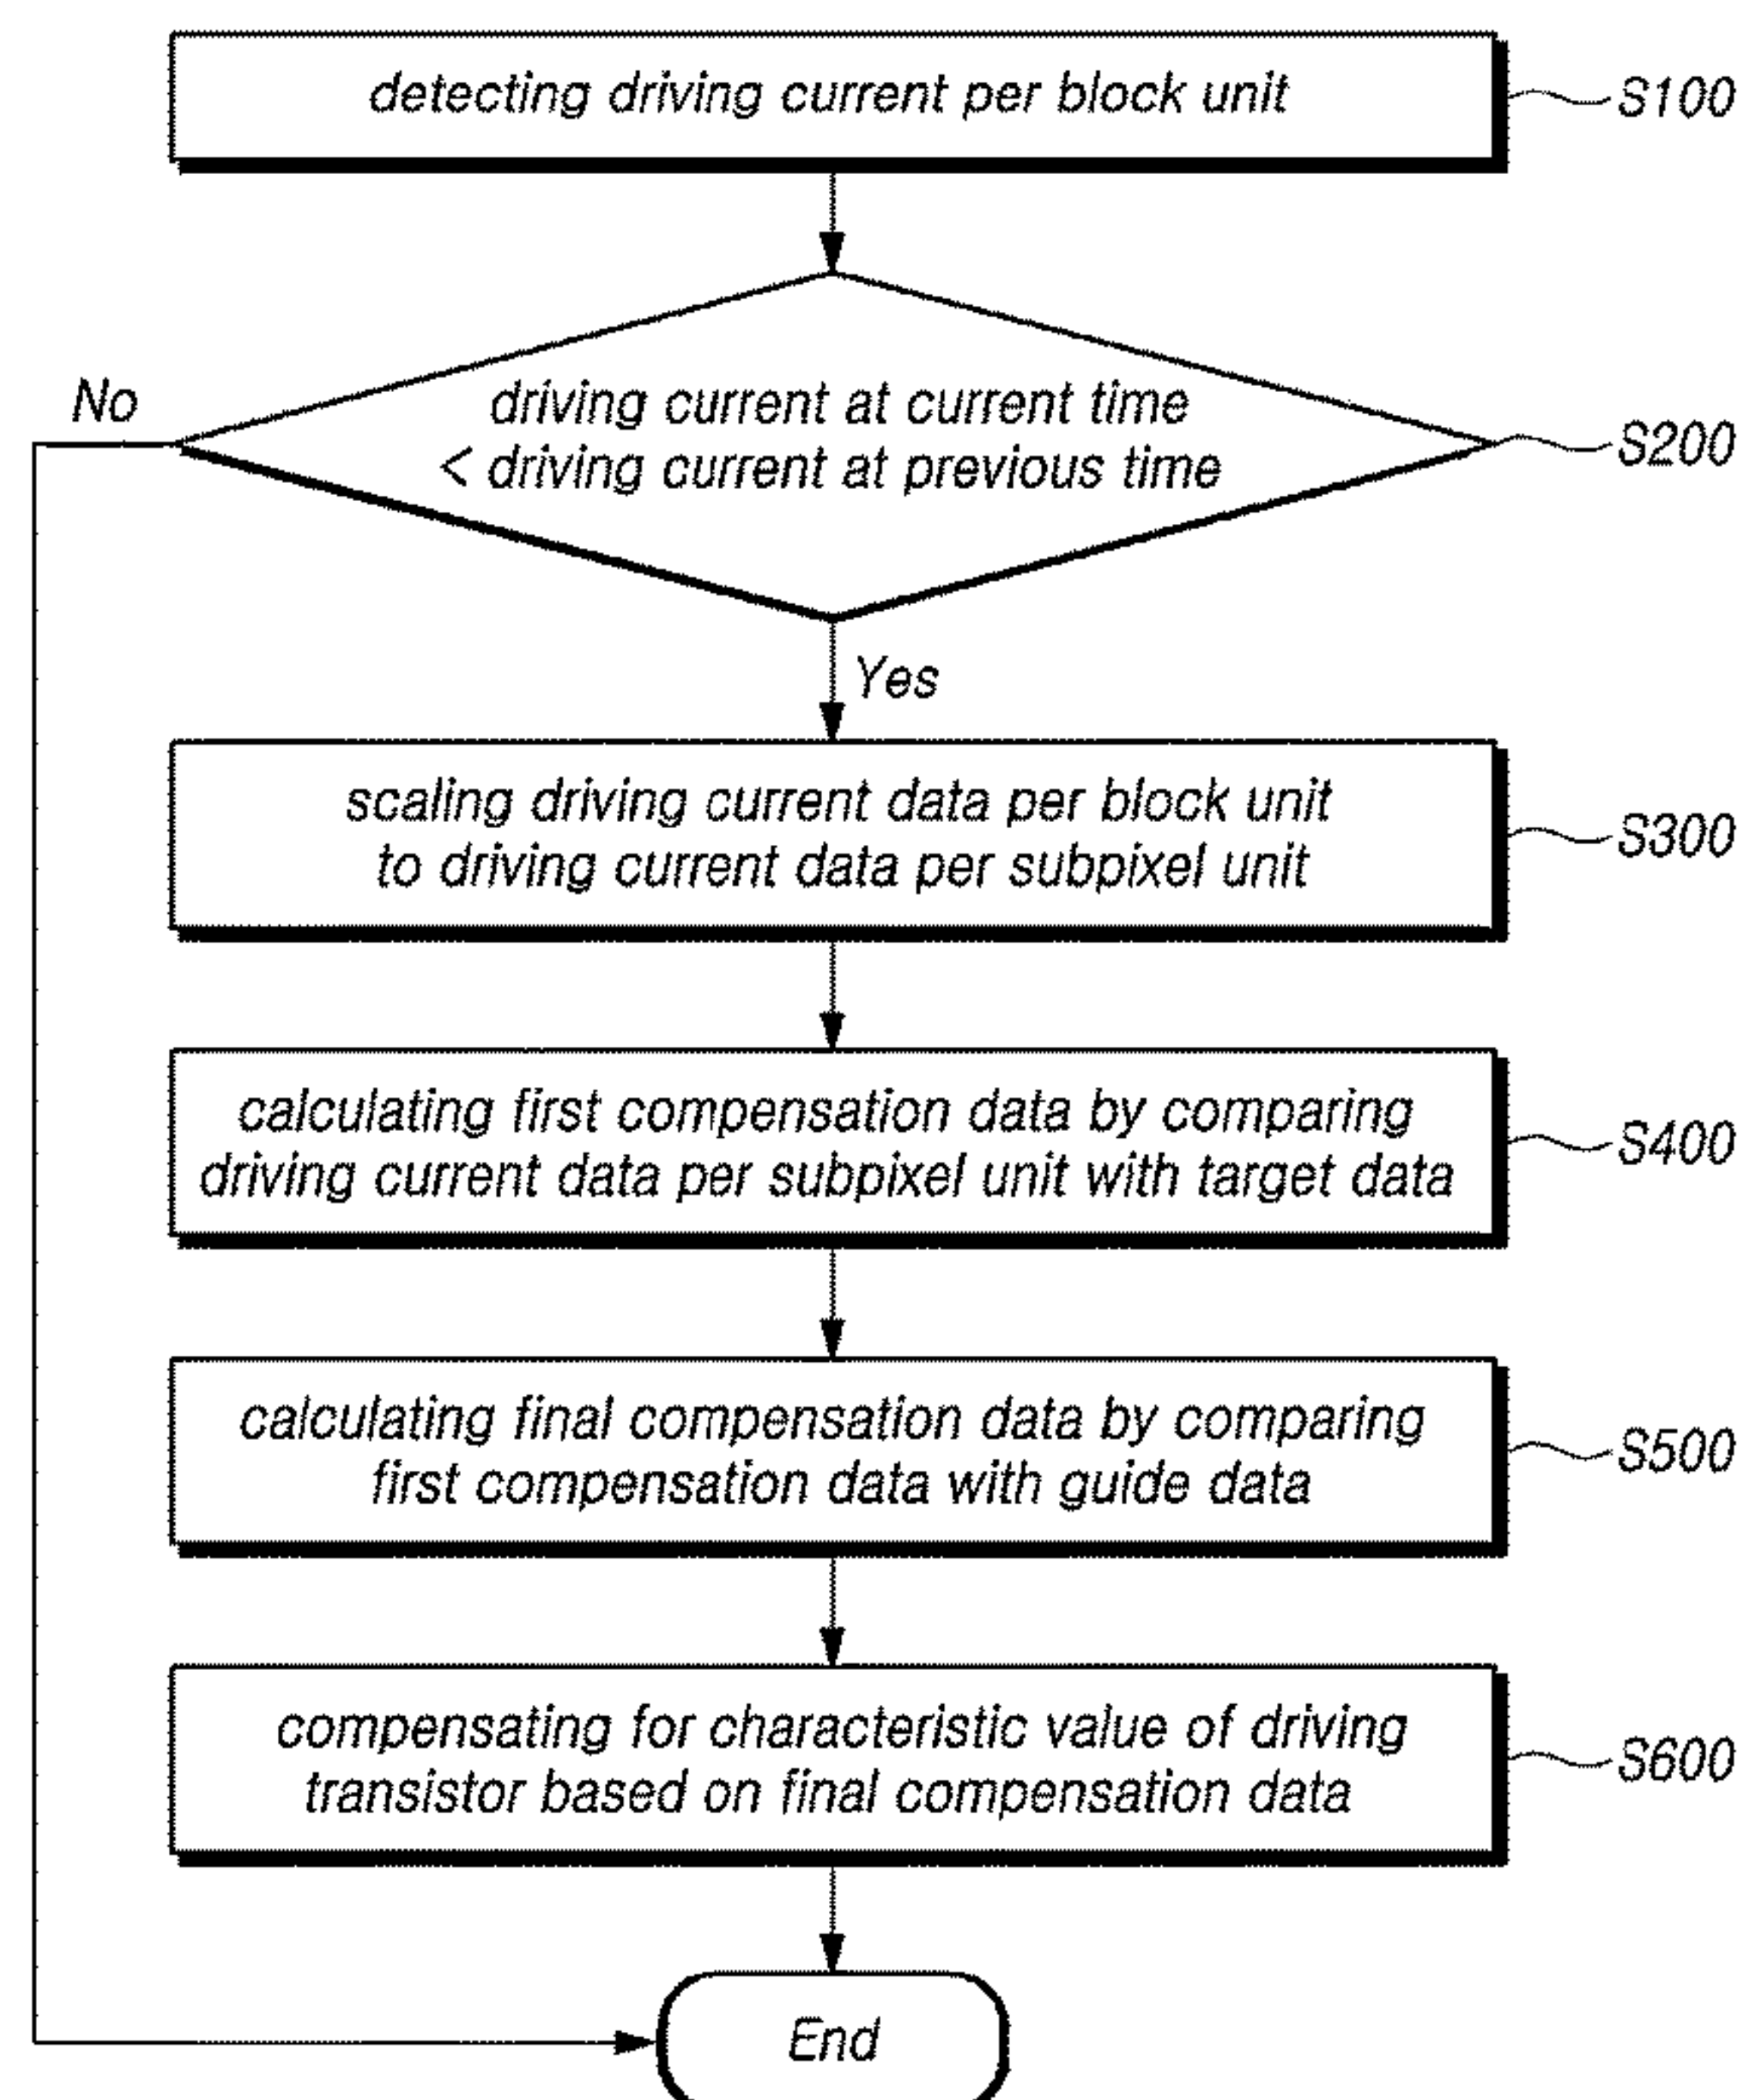 detecting driving current per block unit
S100
No
driving current at current time
< driving current at previous time
S200
Yes
scaling driving current data per block unit
to driving current data per subpixel unit
S300
calculating first compensation data by comparing
driving current data per subpixel unit with target data
S400
calculating final compensation data by comparing
first compensation data with guide data
S500
compensating for characteristic value of driving
transistor based on final compensation data
S600
End